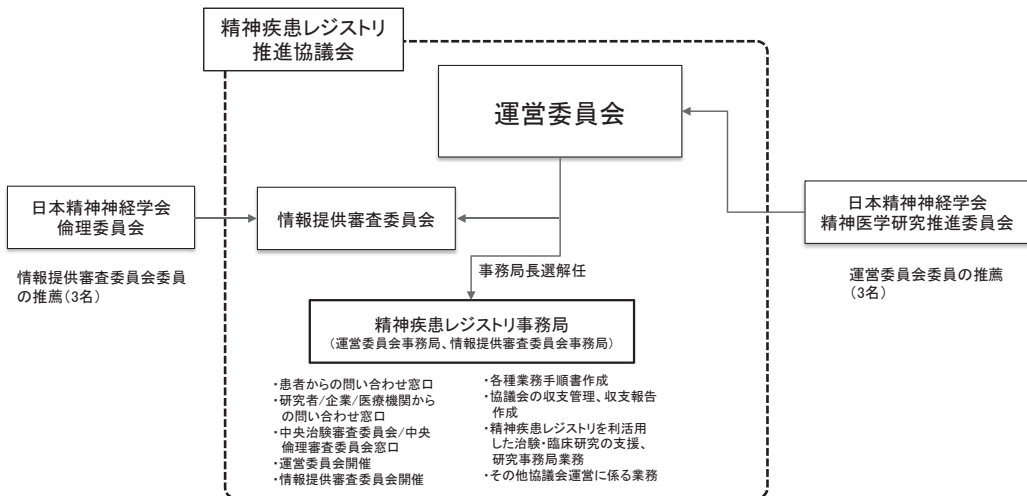 精神疾患レジストリ
推進協議会
運営委員会
日本精神神経学会
倫理委員会
情報提供審査委員会
日本精神神経学会
精神医学研究推進委員会
情報提供審査委員会委員
の推薦(3名)
運営委員会委員の推薦
(3名)
事務局長選解任
精神疾患レジストリ事務局
(運営委員会事務局、情報提供審査委員会事務局)
・患者からの問い合わせ窓口
・研究者/企業/医療機関から
の問い合わせ窓口
・中央治験審査委員会/中央
倫理審査委員会窓口
・運営委員会開催
・情報提供審査委員会開催
・各種業務手順書作成
・協議会の収支管理、収支報告
作成
・精神疾患レジストリを利活用
した治験・臨床研究の支援、
研究事務局業務
・その他協議会運営に係る業務